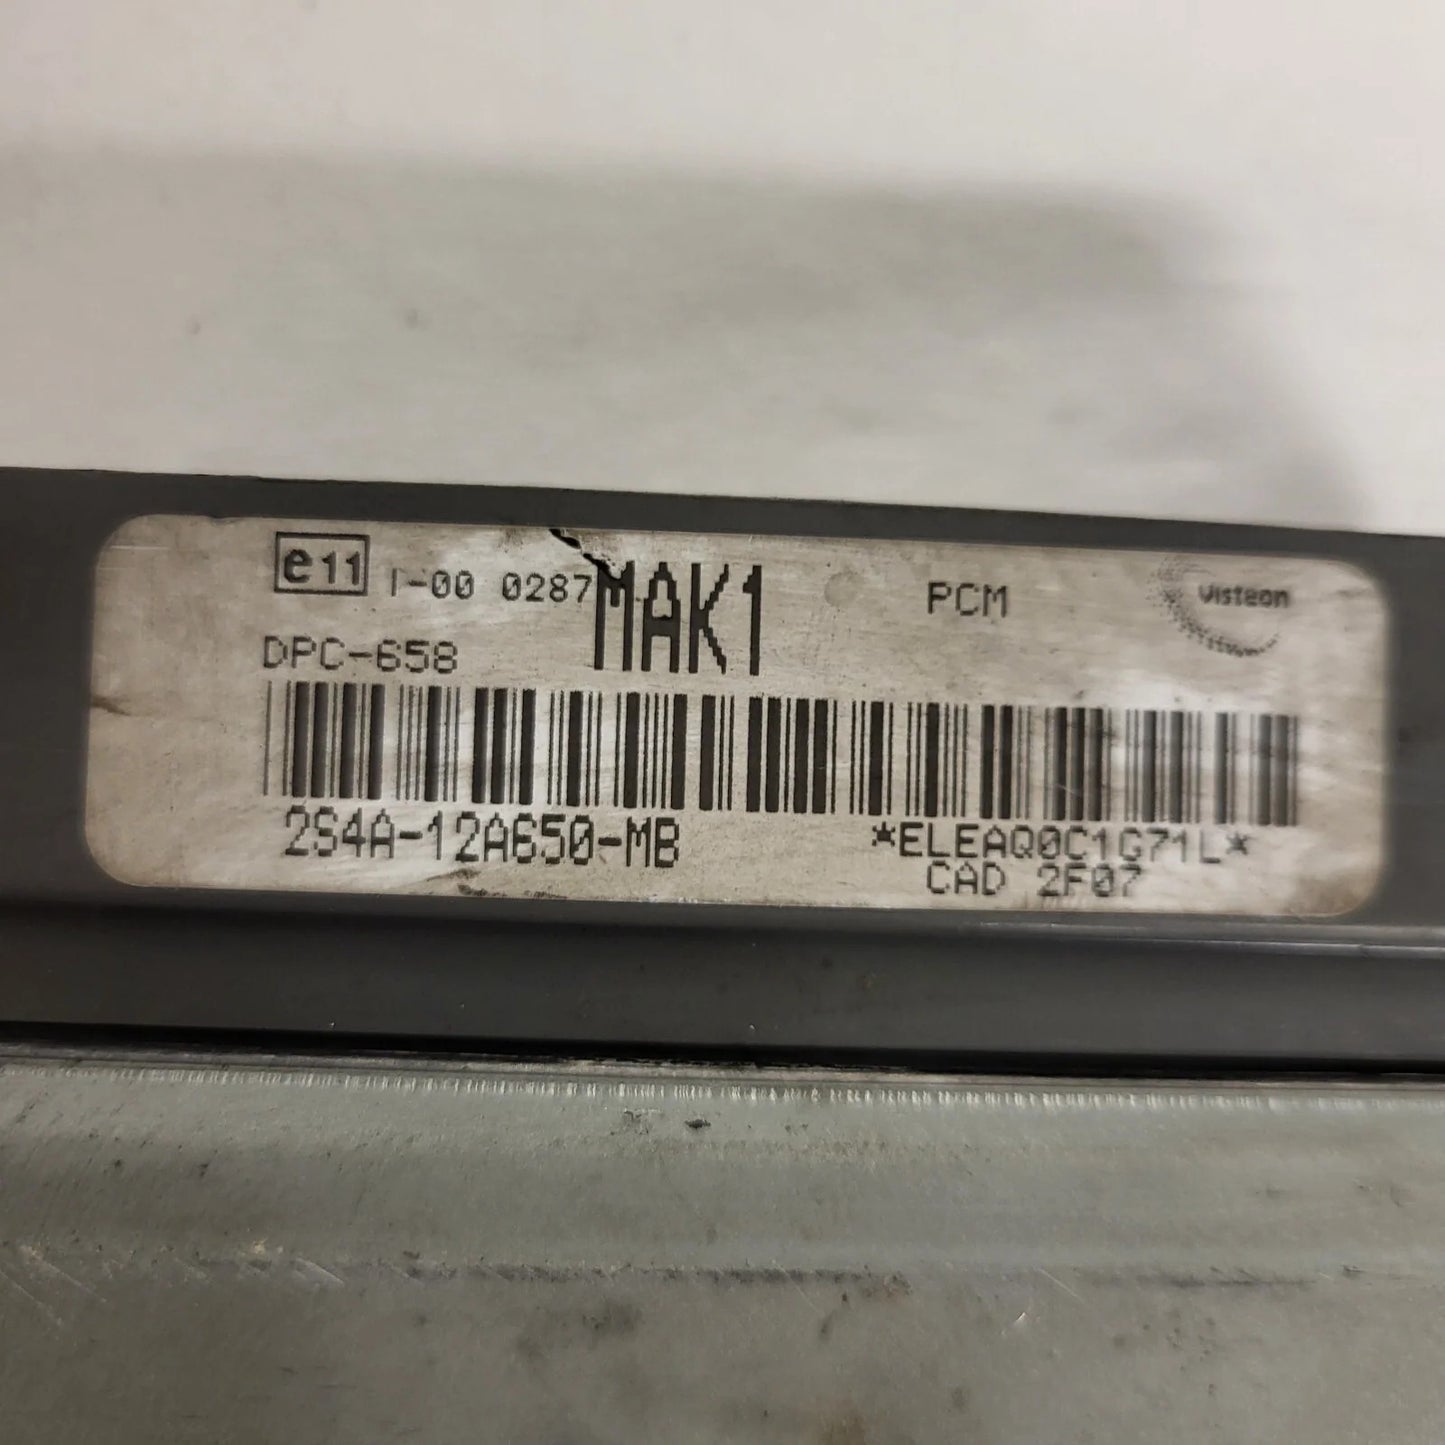 e11 I-00 0287 MAK1 PCM Visteon
DPC-658
2S4A-12A650-MB *ELEAQ0C1G71L*
CAD 2F07